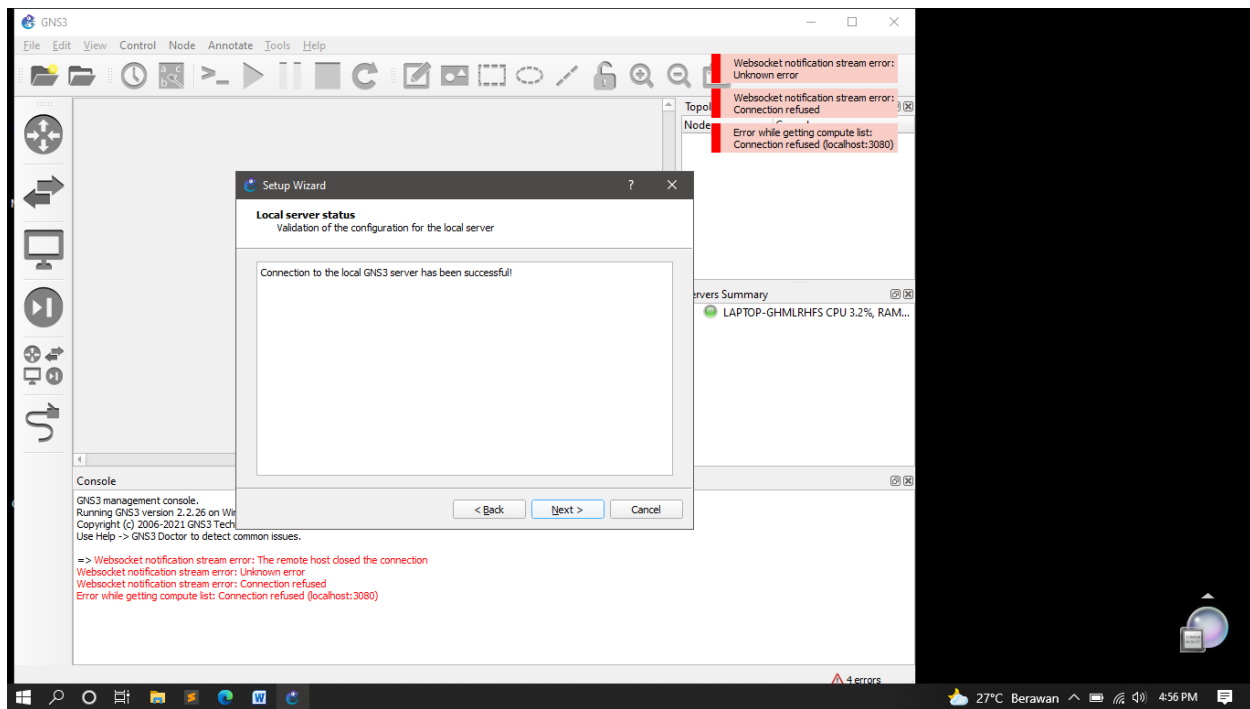 GNS3
File Edit View Control Node Annotate Tools Help
Websocket notification stream error:
Unknown error
Websocket notification stream error:
Connection refused
Error while getting compute list:
Connection refused (localhost:3080)
Topol
Node
Setup Wizard
?
Local server status
Validation of the configuration for the local server
Connection to the local GNS3 server has been successful!
< Back
Next >
Cancel
ervers Summary
LAPTOP-GHMLRHFS CPU 3.2%, RAM...
Console
GNS3 management console.
Running GNS3 version 2.2.26 on Wi
Copyright (c) 2006-2021 GNS3 Tech
Use Help -> GNS3 Doctor to detect common issues.
=> Websocket notification stream error: The remote host closed the connection
Websocket notification stream error: Unknown error
Websocket notification stream error: Connection refused
Error while getting compute list: Connection refused (localhost:3080)
4 errors
27°C Berawan
4:56 PM